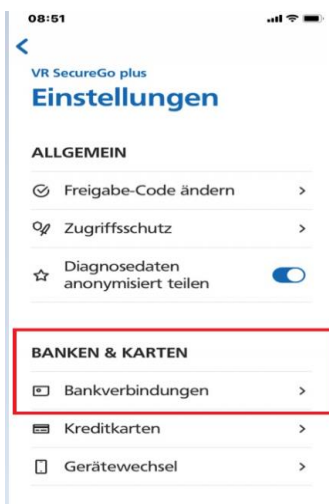 08:51
VR SecureGo plus
Einstellungen
ALLGEMEIN
Freigabe-Code ändern
Zugriffsschutz
Diagnosedaten
anonymisiert teilen
BANKEN & KARTEN
Bankverbindungen
Kreditkarten
Gerätewechsel